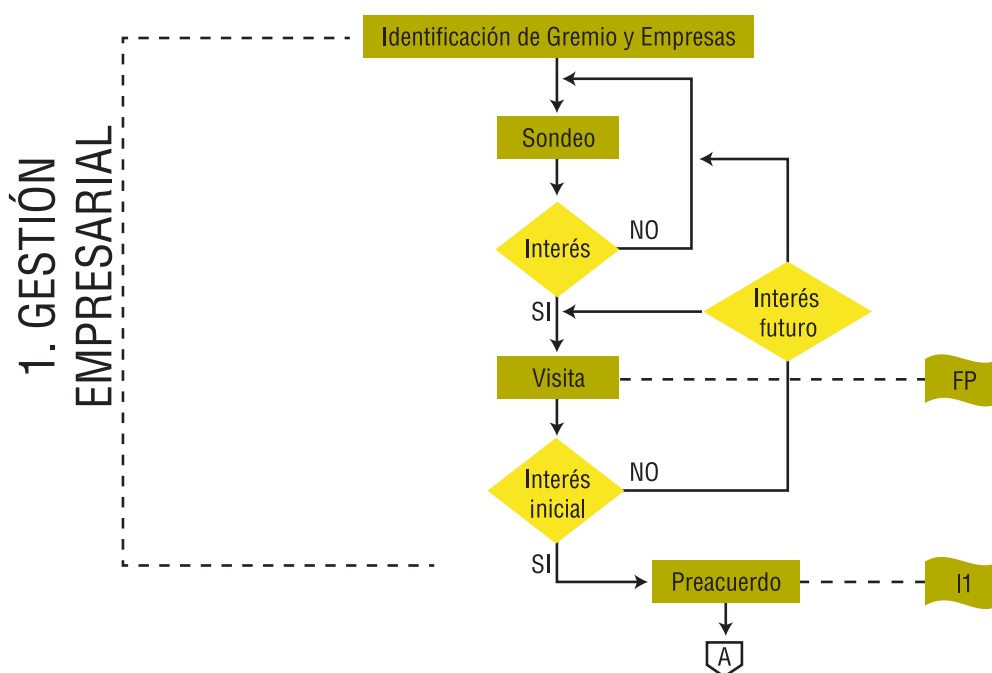 1. GESTIÓN
EMPRESARIAL
Identificación de Gremio y Empresas
Sondeo
Interés
NO
SI
Interés
futuro
Visita
FP
Interés
inicial
NO
SI
Preacuerdo
I1
A